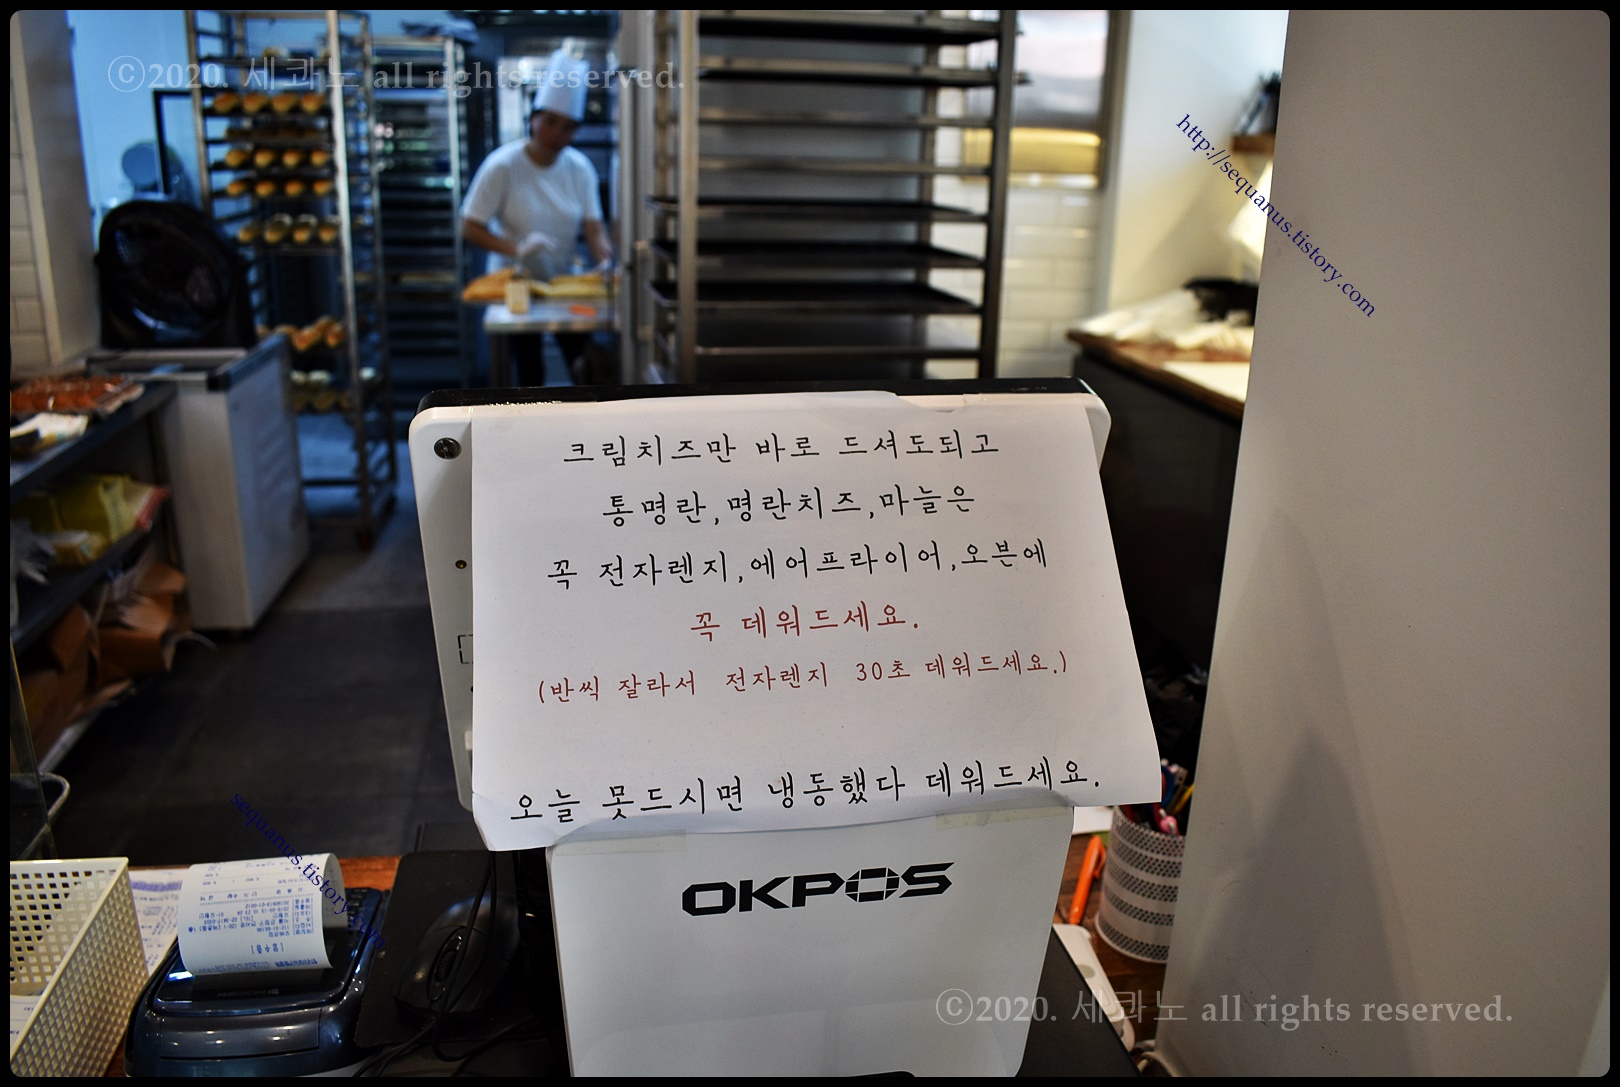 ©2020. 세콰노 all rights reserved.
http://sequanus.tistory.com
크림치즈만 바로 드셔도되고
통명란,명란치즈,마늘은
꼭 전자렌지,에어프라이어,오븐에
꼭 데워드세요.
(반씩 잘라서 전자렌지 30초 데워드세요.)
오늘 못드시면 냉동했다 데워드세요.
sequanus.tistory.com
OKPOS
©2020. 세콰노 all rights reserved.